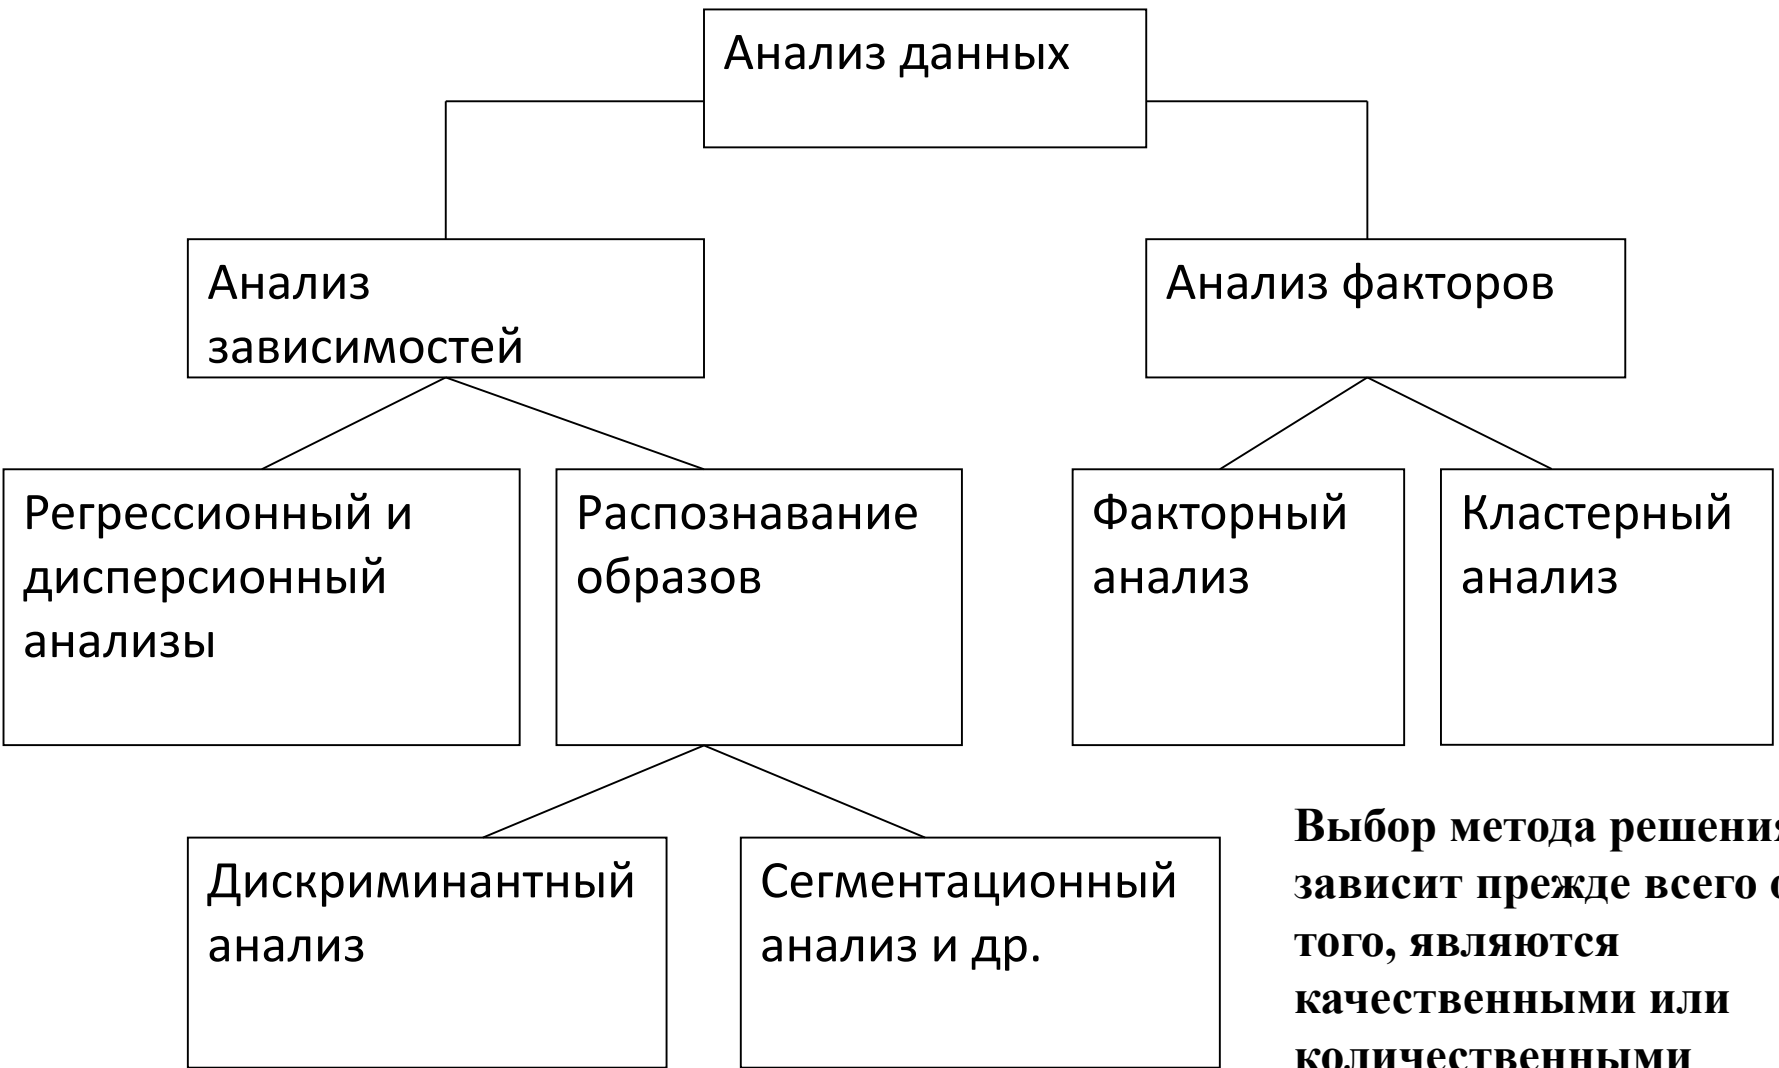 Анализ данных
Анализ
зависимостей
Анализ факторов
Регрессионный и
дисперсионный
анализы
Распознавание
образов
Факторный
анализ
Кластерный
анализ
Дискриминантный
анализ
Сегментационный
анализ и др.
Выбор метода решения
зависит прежде всего
того, являются
качественными или
количественными